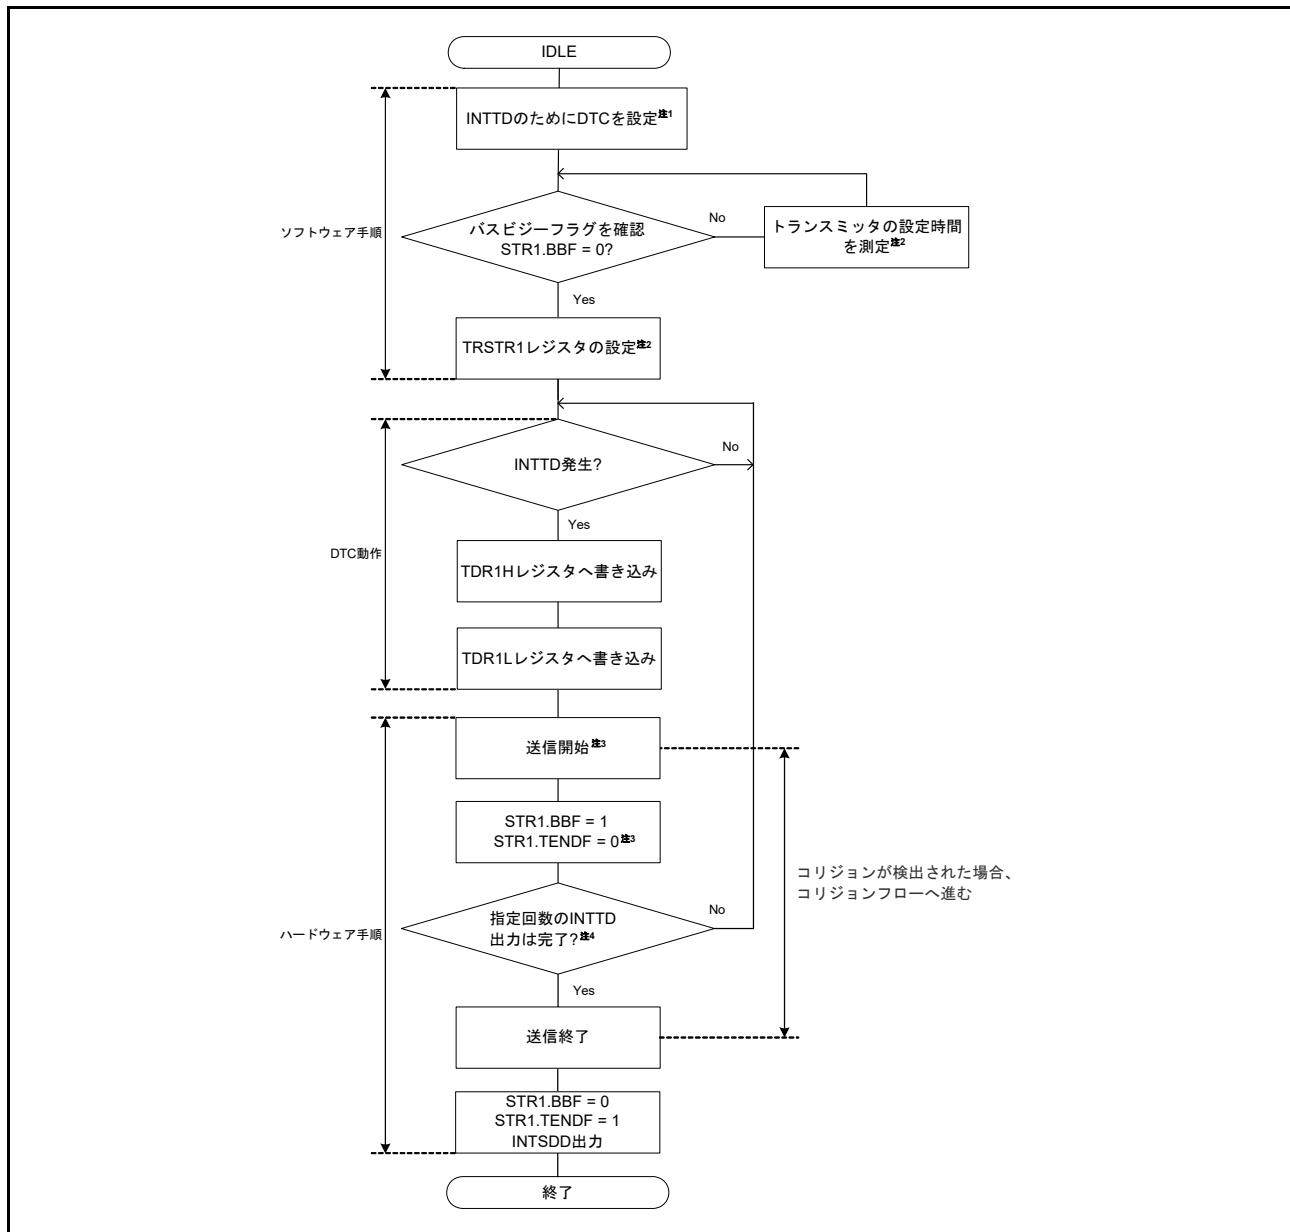 IDLE
INTTDのためにDTCを設定注1
バスビジーフラグを確認
STR1.BBF = 0?
No
トランスミッタの設定時間
を測定注2
ソフトウェア手順
Yes
TRSTR1レジスタの設定注2
INTTD発生?
No
Yes
DTC動作
TDR1Hレジスタへ書き込み
TDR1Lレジスタへ書き込み
送信開始注3
STR1.BBF = 1
STR1.TENDF = 0注3
コリジョンが検出された場合、
コリジョンフローへ進む
指定回数のINTTD
出力は完了?注4
No
ハードウェア手順
Yes
送信終了
STR1.BBF = 0
STR1.TENDF = 1
INTSDD出力
終了